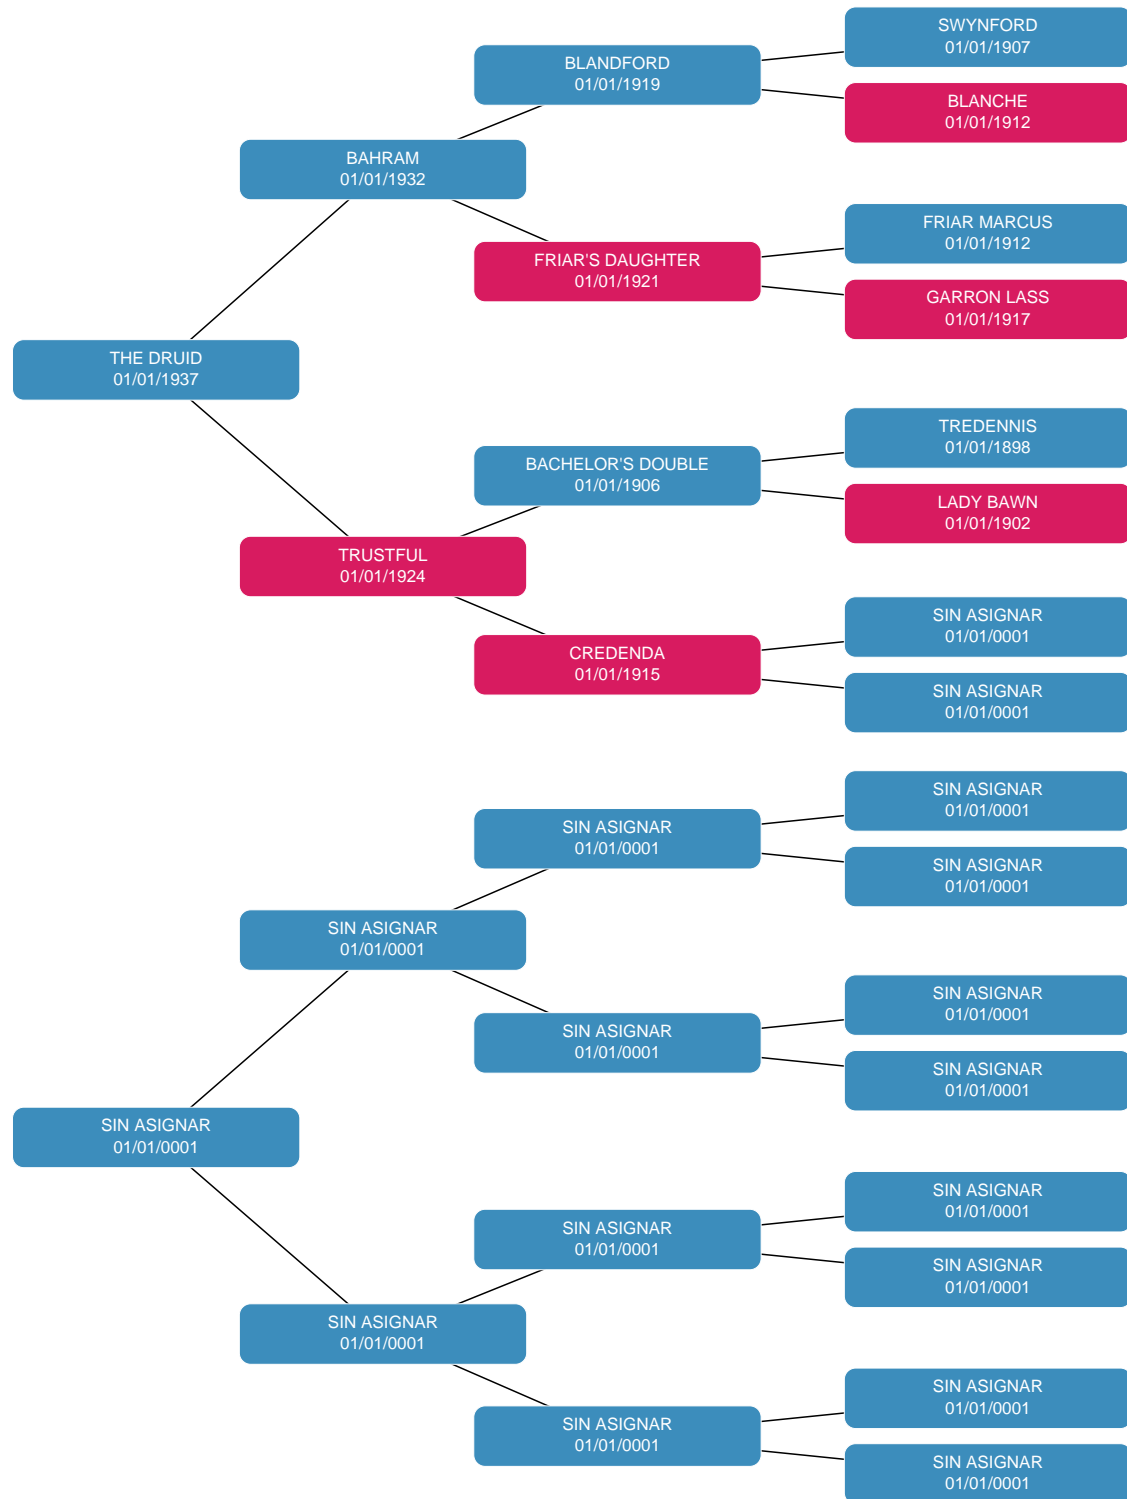 SWYNFORD
01/01/1907
BLANDFORD
01/01/1919
BLANCHE
01/01/1912
BAHRAM
01/01/1932
FRIAR MARCUS
01/01/1912
FRIAR'S DAUGHTER
01/01/1921
GARRON LASS
01/01/1917
THE DRUID
01/01/1937
TREDENNIS
01/01/1898
BACHELOR'S DOUBLE
01/01/1906
LADY BAWN
01/01/1902
TRUSTFUL
01/01/1924
SIN ASIGNAR
01/01/0001
CREDENDA
01/01/1915
SIN ASIGNAR
01/01/0001
SIN ASIGNAR
01/01/0001
SIN ASIGNAR
01/01/0001
SIN ASIGNAR
01/01/0001
SIN ASIGNAR
01/01/0001
SIN ASIGNAR
01/01/0001
SIN ASIGNAR
01/01/0001
SIN ASIGNAR
01/01/0001
SIN ASIGNAR
01/01/0001
SIN ASIGNAR
01/01/0001
SIN ASIGNAR
01/01/0001
SIN ASIGNAR
01/01/0001
SIN ASIGNAR
01/01/0001
SIN ASIGNAR
01/01/0001
SIN ASIGNAR
01/01/0001
SIN ASIGNAR
01/01/0001